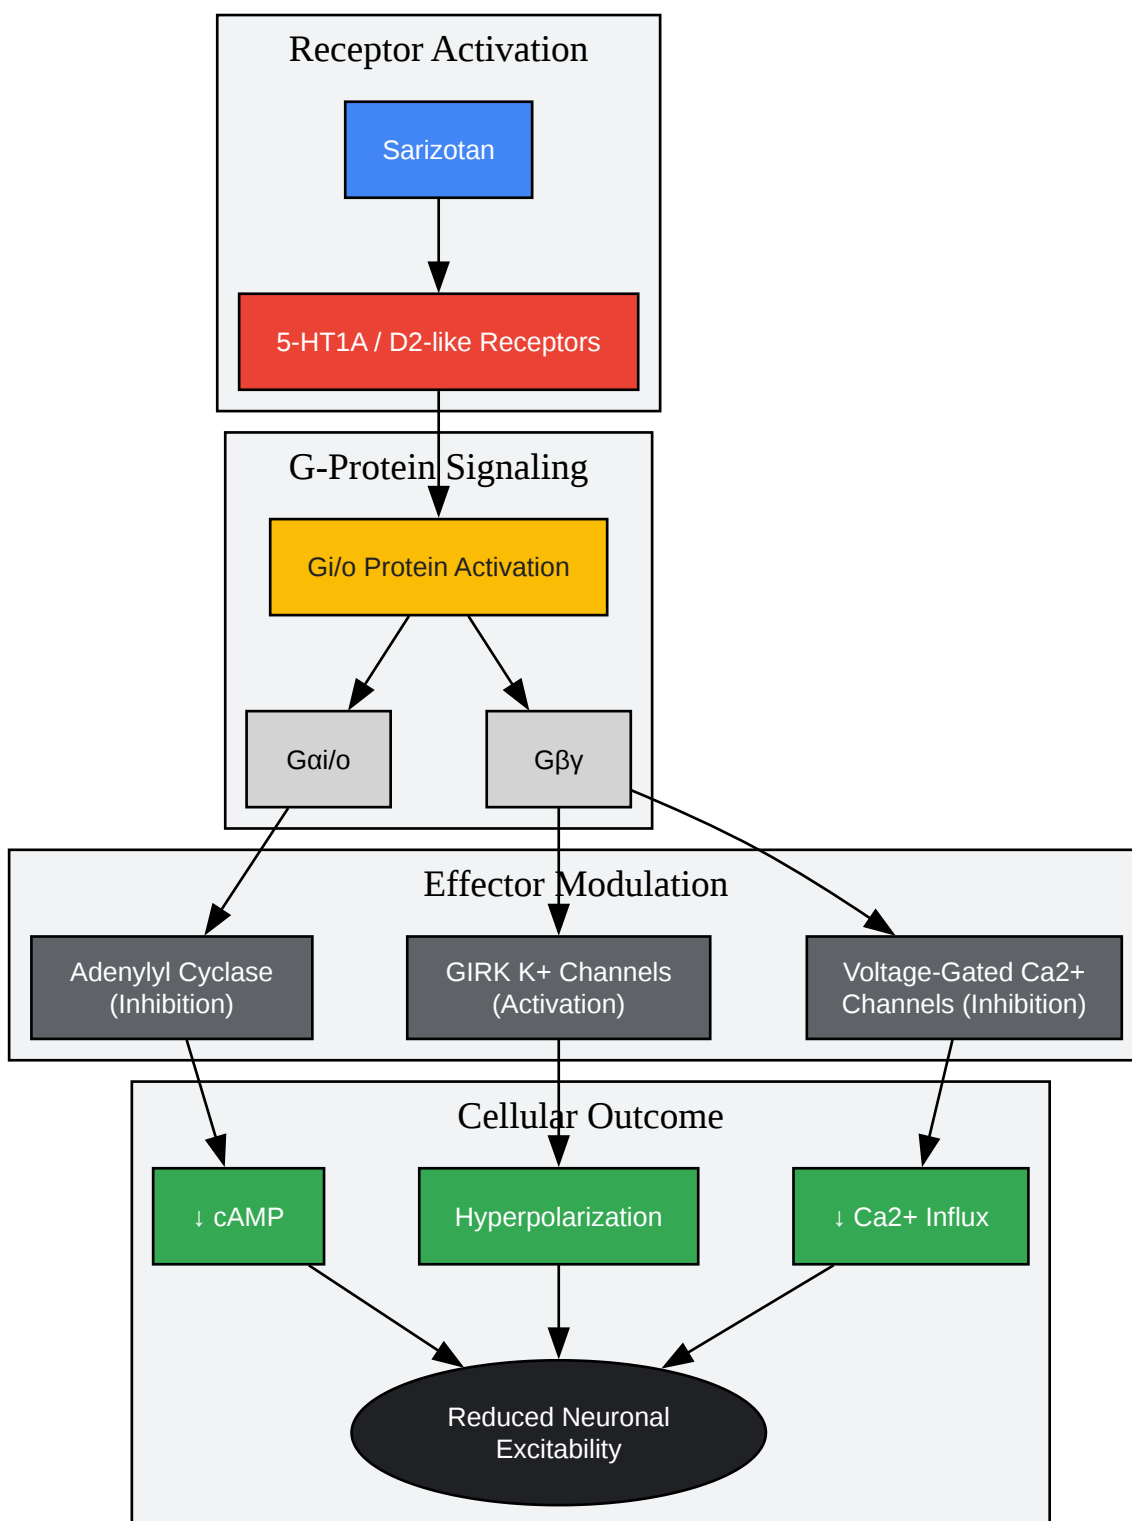 Receptor Activation
Sarizotan
5-HT1A / D2-like Receptors
G-Protein Signaling
Gi/o Protein Activation
Gαi/o
Gβγ
Effector Modulation
Adenylyl Cyclase
(Inhibition)
GIRK K+ Channels
(Activation)
Voltage-Gated Ca2+
Channels (Inhibition)
Cellular Outcome
↓ cAMP
Hyperpolarization
↓ Ca2+ Influx
Reduced Neuronal
Excitability